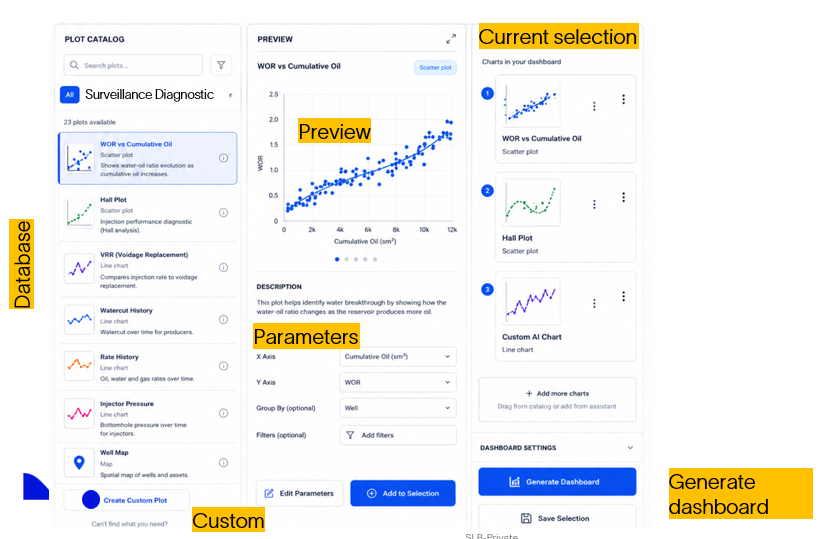 PLOT CATALOG
Search plots...
All Surveillance Diagnostic
23 plots available
WOR vs Cumulative Oil
Scatter plot
Shows water-oil ratio evolution as
cumulative oil increases.
Hall Plot
Scatter plot
Injection performance diagnostic
(Hall analysis).
VRR (Voidage Replacement)
Line chart
Compares injection rate to voidage
replacement.
Watercut History
Line chart
Watercut over time for producers.
Rate History
Line chart
Oil, water and gas rates over time.
Injector Pressure
Line chart
Bottomhole pressure over time
for injectors.
Well Map
Map
Spatial map of wells and assets.
Create Custom Plot
Can't find what you need?
Database
Custom
PREVIEW
WOR vs Cumulative Oil
Scatter plot
Preview
WOR
2.5
2.0
1.5
1.0
0.5
0
0 2k 4k 6k 8k 10k 12k
Cumulative Oil (sm³)
DESCRIPTION
This plot helps identify water breakthrough by showing how the
water-oil ratio changes as the reservoir produces more oil.
Parameters
X Axis Cumulative Oil (sm³)
Y Axis WOR
Group By (optional) Well
Filters (optional) Add filters
Edit Parameters
Add to Selection
Current selection
Charts in your dashboard
1
WOR vs Cumulative Oil
Scatter plot
2
Hall Plot
Scatter plot
3
Custom AI Chart
Line chart
+ Add more charts
Drag from catalog or add from assistant
DASHBOARD SETTINGS
Generate Dashboard
Save Selection
Generate
dashboard
SLB-Private